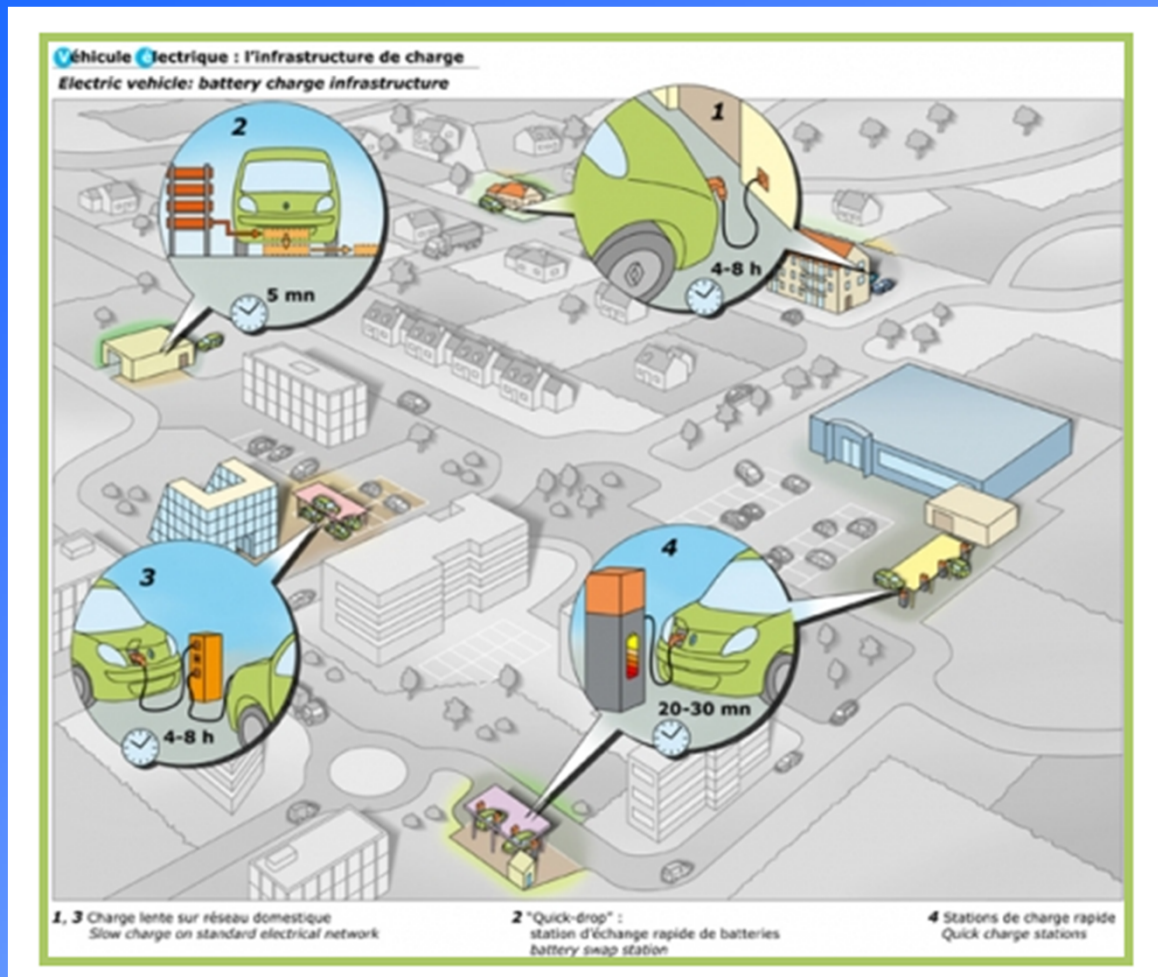 Véhicule électrique : l'infrastructure de charge
Electric vehicle: battery charge infrastructure
2
1
4-8 h
5 mn
3
4
4-8 h
20-30 mn
1, 3 Charge lente sur réseau domestique
Slow charge on standard electrical network
2 "Quick-drop" :
station d'échange rapide de batteries
battery swap station
4 Stations de charge rapide
Quick charge stations